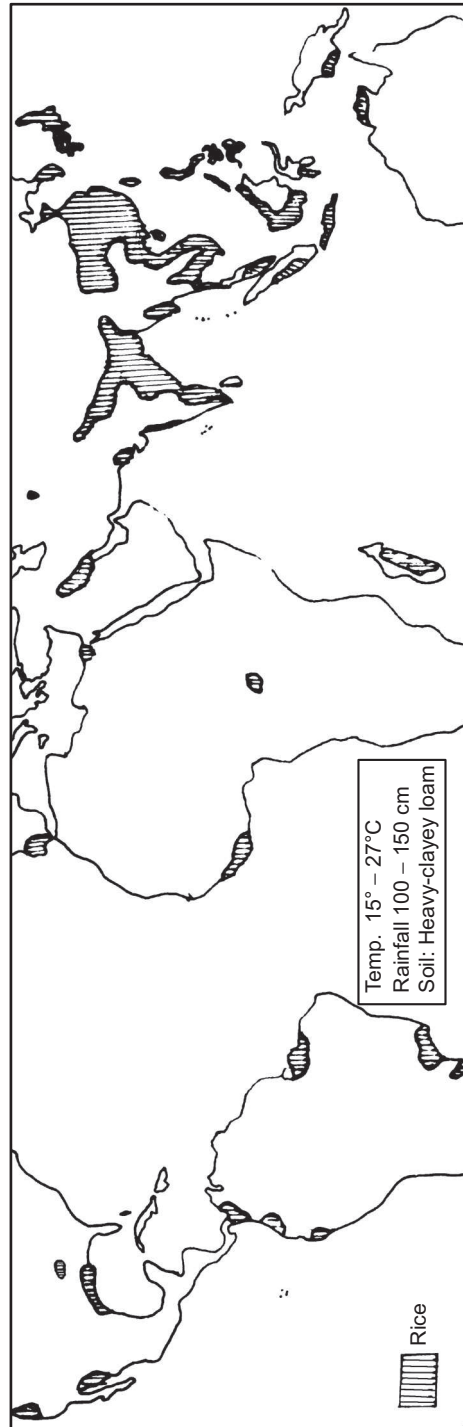 Temp. 15° – 27°C
Rainfall 100 – 150 cm
Soil: Heavy-clayey loam
Rice